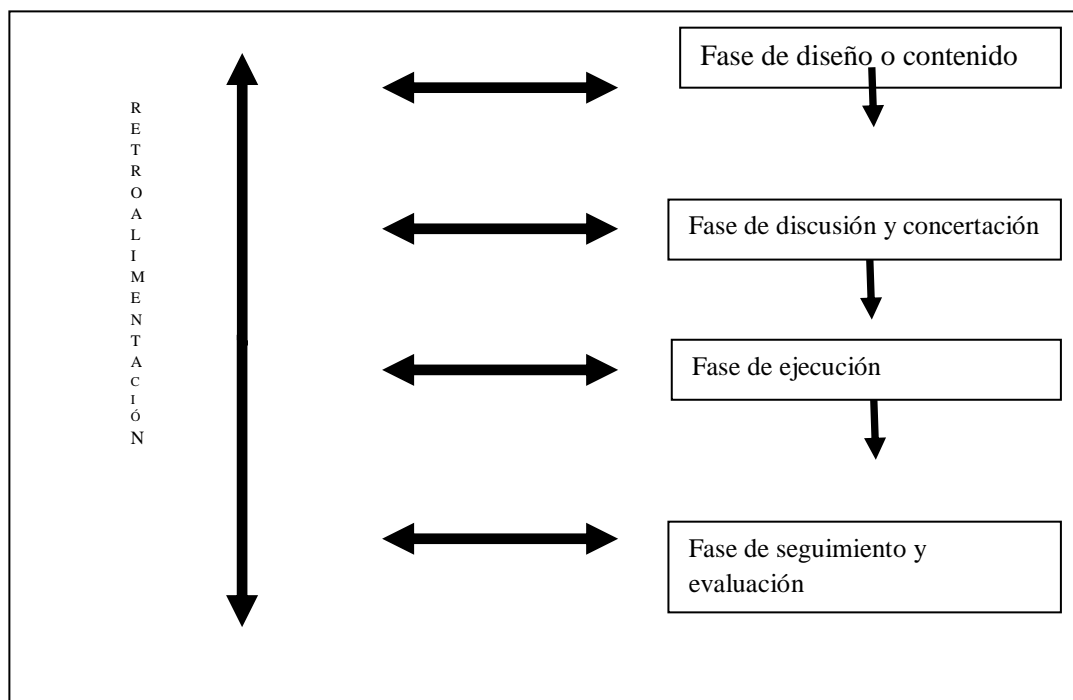 RETROALIMENTACIÓN
Fase de diseño o contenido
Fase de discusión y concertación
Fase de ejecución
Fase de seguimiento y
evaluación